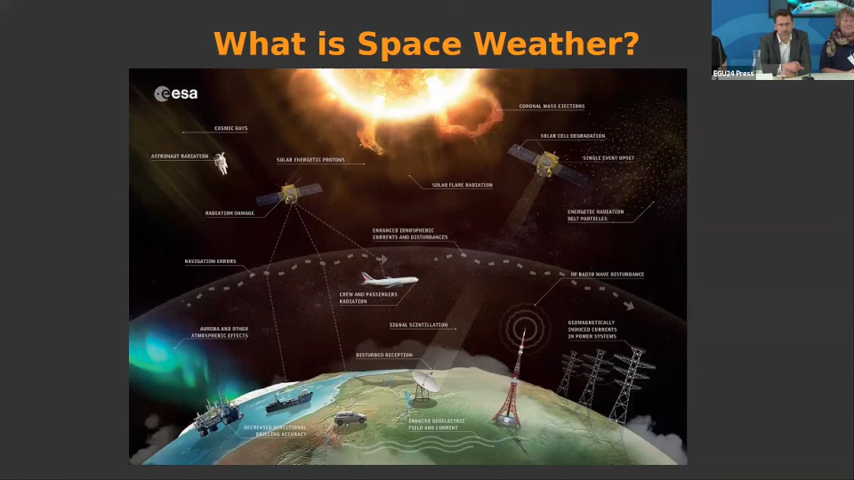 What is Space Weather?
EGU24 Press
esa
CORONAL MASS EJECTIONS
COSMIC RAYS
SOLAR CELL DEGRADATION
ASTRONAUT RADIATION
SOLAR ENERGETIC PROTONS
SINGLE EVENT UPSET
SOLAR FLARE RADIATION
RADIATION DAMAGE
ENERGETIC RADIATION
BELT PARTICLES
ENHANCED IONOSPHERIC
CURRENTS AND DISTURBANCES
NAVIGATION ERRORS
HF RADIO WAVE DISTURBANCE
CREW AND PASSENGERS
RADIATION
SIGNAL SCINTILLATION
AURORA AND OTHER
ATMOSPHERIC EFFECTS
GEOMAGNETICALLY
INDUCED CURRENTS
IN POWER SYSTEMS
DISTURBED RECEPTION
DECREASED DIRECTIONAL
DRILLING ACCURACY
INDUCED GEOELECTRIC
FIELD AND CURRENT